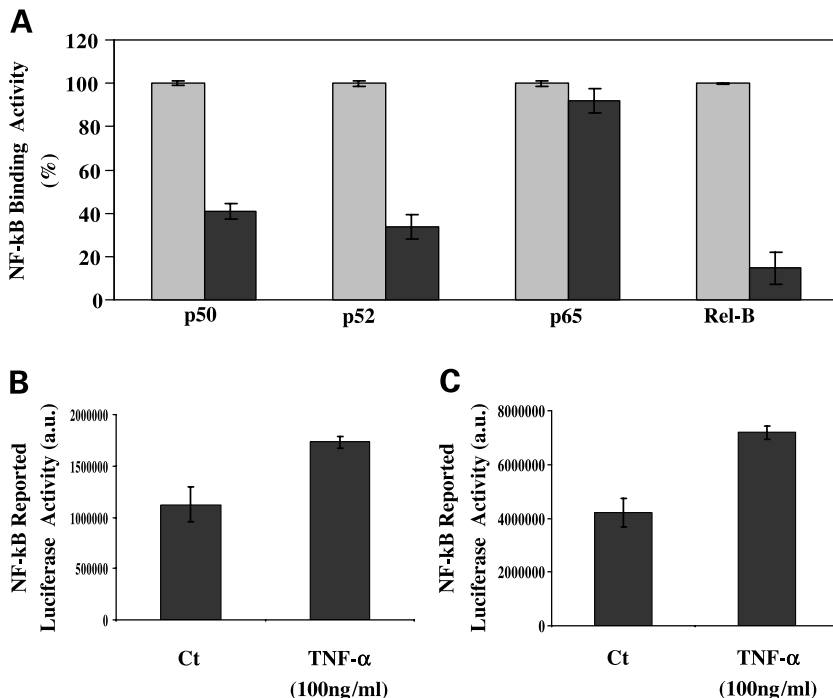 A
NF-kB Binding Activity
(%)
120
100
80
60
40
20
0
p50
p52
p65
Rel-B
B
NF-kB Reported
Luciferase Activity (a.u.)
2000000
1500000
1000000
500000
0
Ct
TNF-α
(100ng/ml)
C
NF-kB Reported
Luciferase Activity (a.u.)
8000000
6000000
4000000
2000000
0
Ct
TNF-α
(100ng/ml)